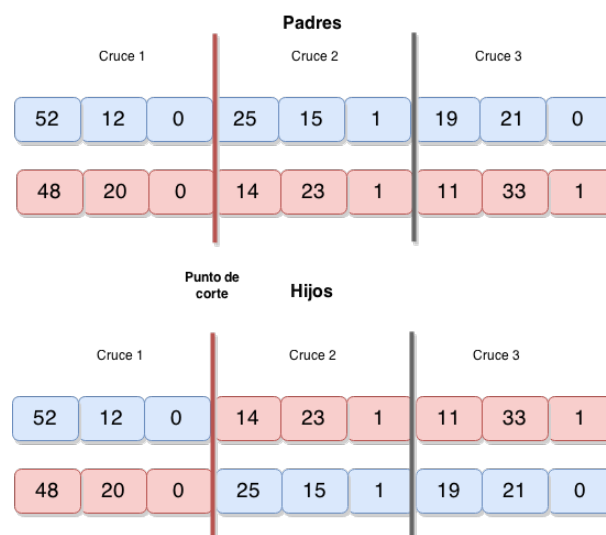 Padres
Cruce 1 Cruce 2 Cruce 3
52 12 0 25 15 1 19 21 0
48 20 0 14 23 1 11 33 1
Punto de
corte
Hijos
Cruce 1 Cruce 2 Cruce 3
52 12 0 14 23 1 11 33 1
48 20 0 25 15 1 19 21 0